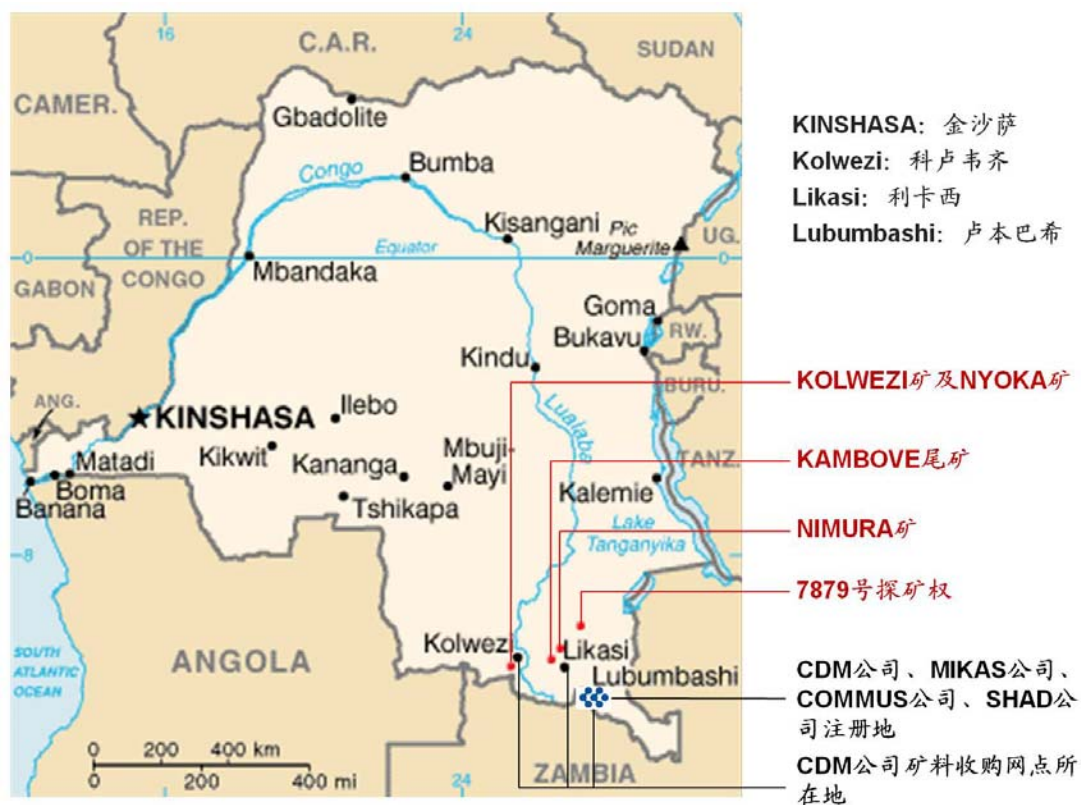 16
24
C.A.R.
SUDAN
CAMER.
Gbadolite
Congo
Bumba
REP.
OF THE
CONGO
Kisangani
Pic
Marguerite
UG.
0
Equator
0
GABON
Mbandaka
Goma
Bukavu
RW.
Kindu
BURU.
ANG.
KINSHASA
Ilebo
Lualaba
Kikwit
Kananga
Mbuji-
Mayi
TANZ.
Matadi
Boma
Banana
Tshikapa
Kalemie
8
Lake
Tanganyika
8
SOUTH
ATLANTIC
OCEAN
ANGOLA
Kolwezi
Likasi
Lubumbashi
0 200 400 km
0 200 400 mi
24
ZAMBIA
KINSHASA：金沙萨
Kolwezi：科卢韦齐
Likasi：利卡西
Lubumbashi：卢本巴希
KOLWEZI矿及NYOKA矿
KAMBOVE尾矿
NIMURA矿
7879号探矿权
CDM公司、MIKAS公司、
COMMUS公司、SHAD公
司注册地
CDM公司矿料收购网点所
在地